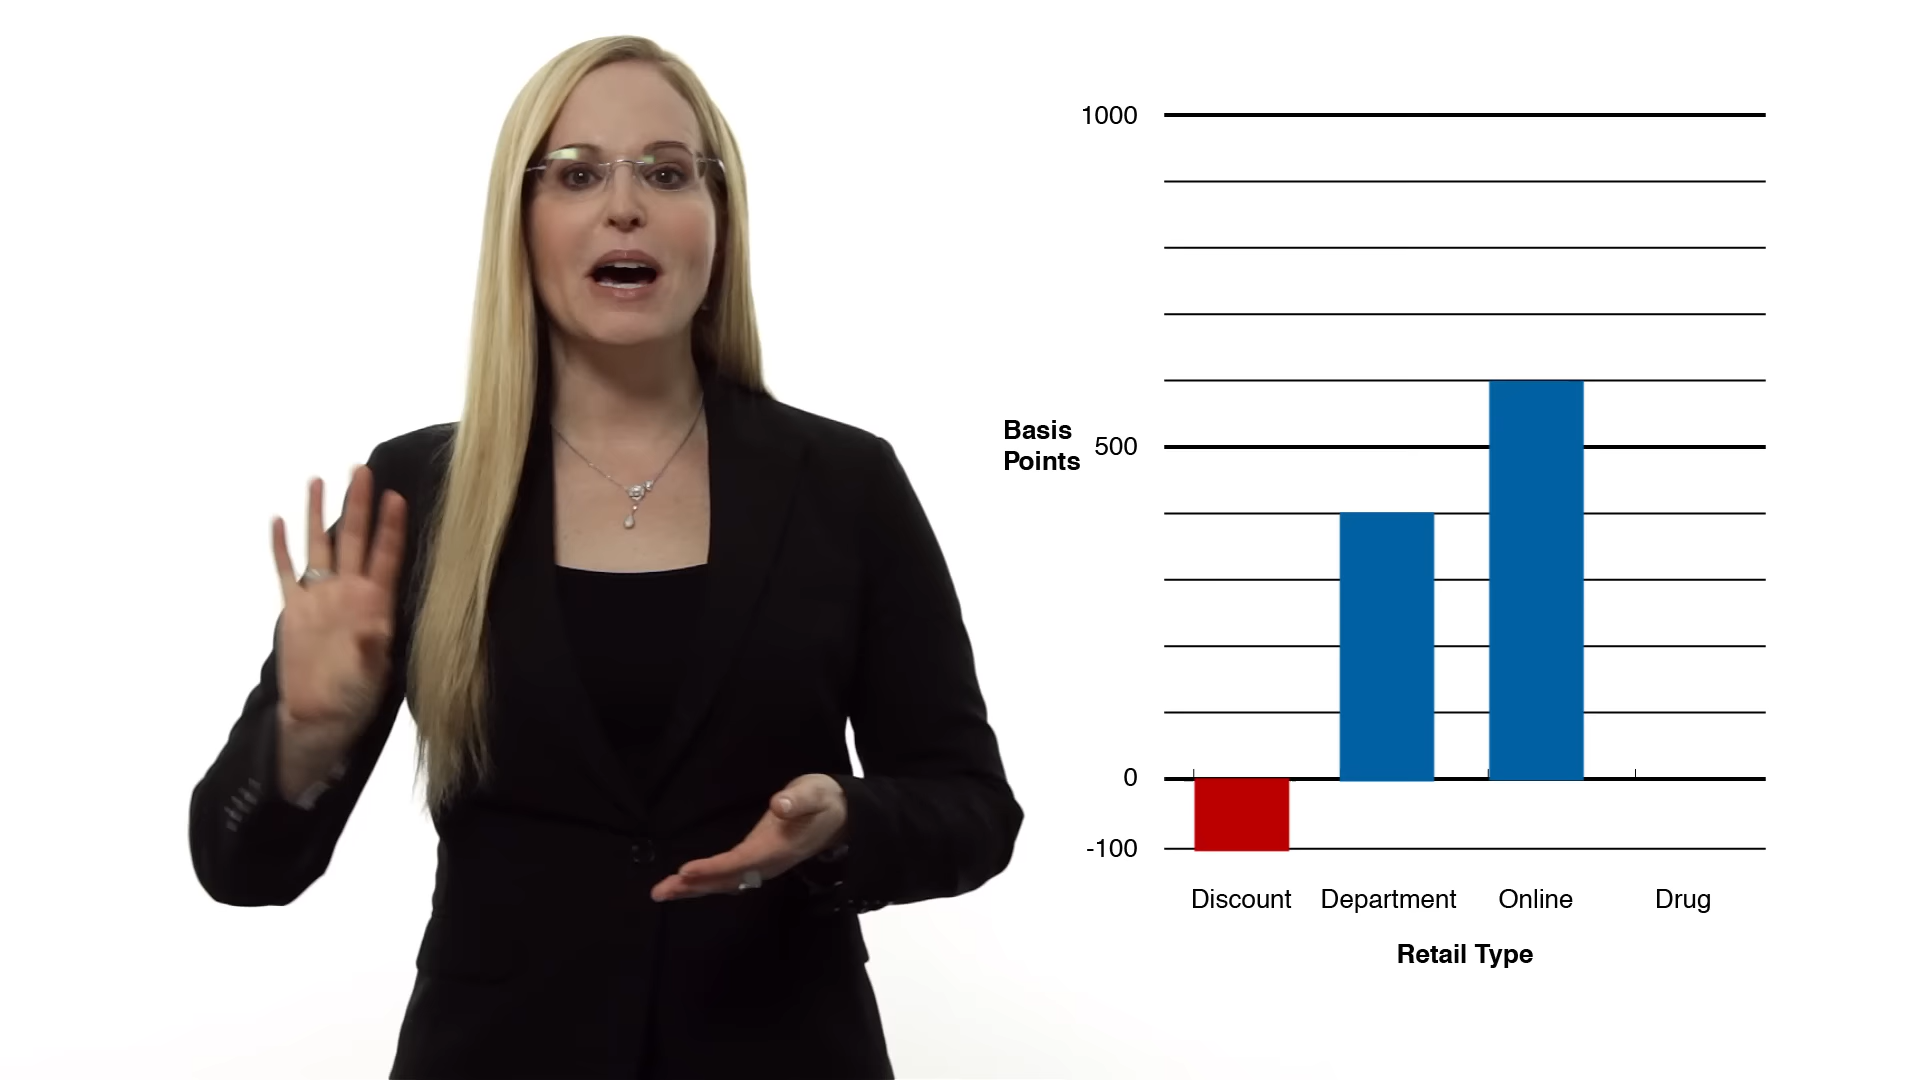 1000
Basis
Points
500
0
-100
Discount Department Online Drug
Retail Type